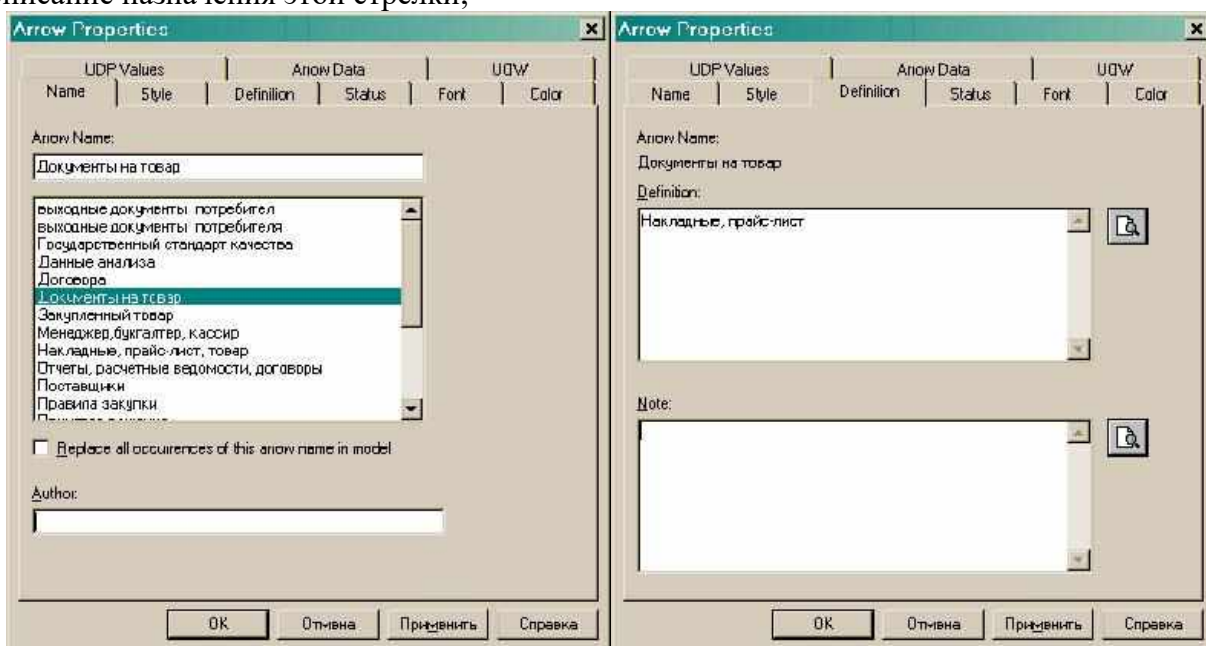 описание назначения этой стрелки;
Arrow Properties
UDP Values Arrow Data UOW
Name Style Definition Status Font Color
Arrow Name:
Документы на товар
выходные документы потребител
выходные документы потребителя
Государственный стандарт качества
Данные анализа
Договора
Документы на товар
Закупленный товар
Менеджер,бухгалтер, кассир
Накладные, прайс-лист, товар
Отчеты, расчетные ведомости, договоры
Поставщики
Правила закупки
Replace all occurrences of this arrow name in model
Author:
OK Отмена Применить Справка
Arrow Properties
UDP Values Arrow Data UOW
Name Style Definition Status Font Color
Arrow Name:
Документы на товар
Definition:
Накладные, прайс-лист
Note:
OK Отмена Применить Справка